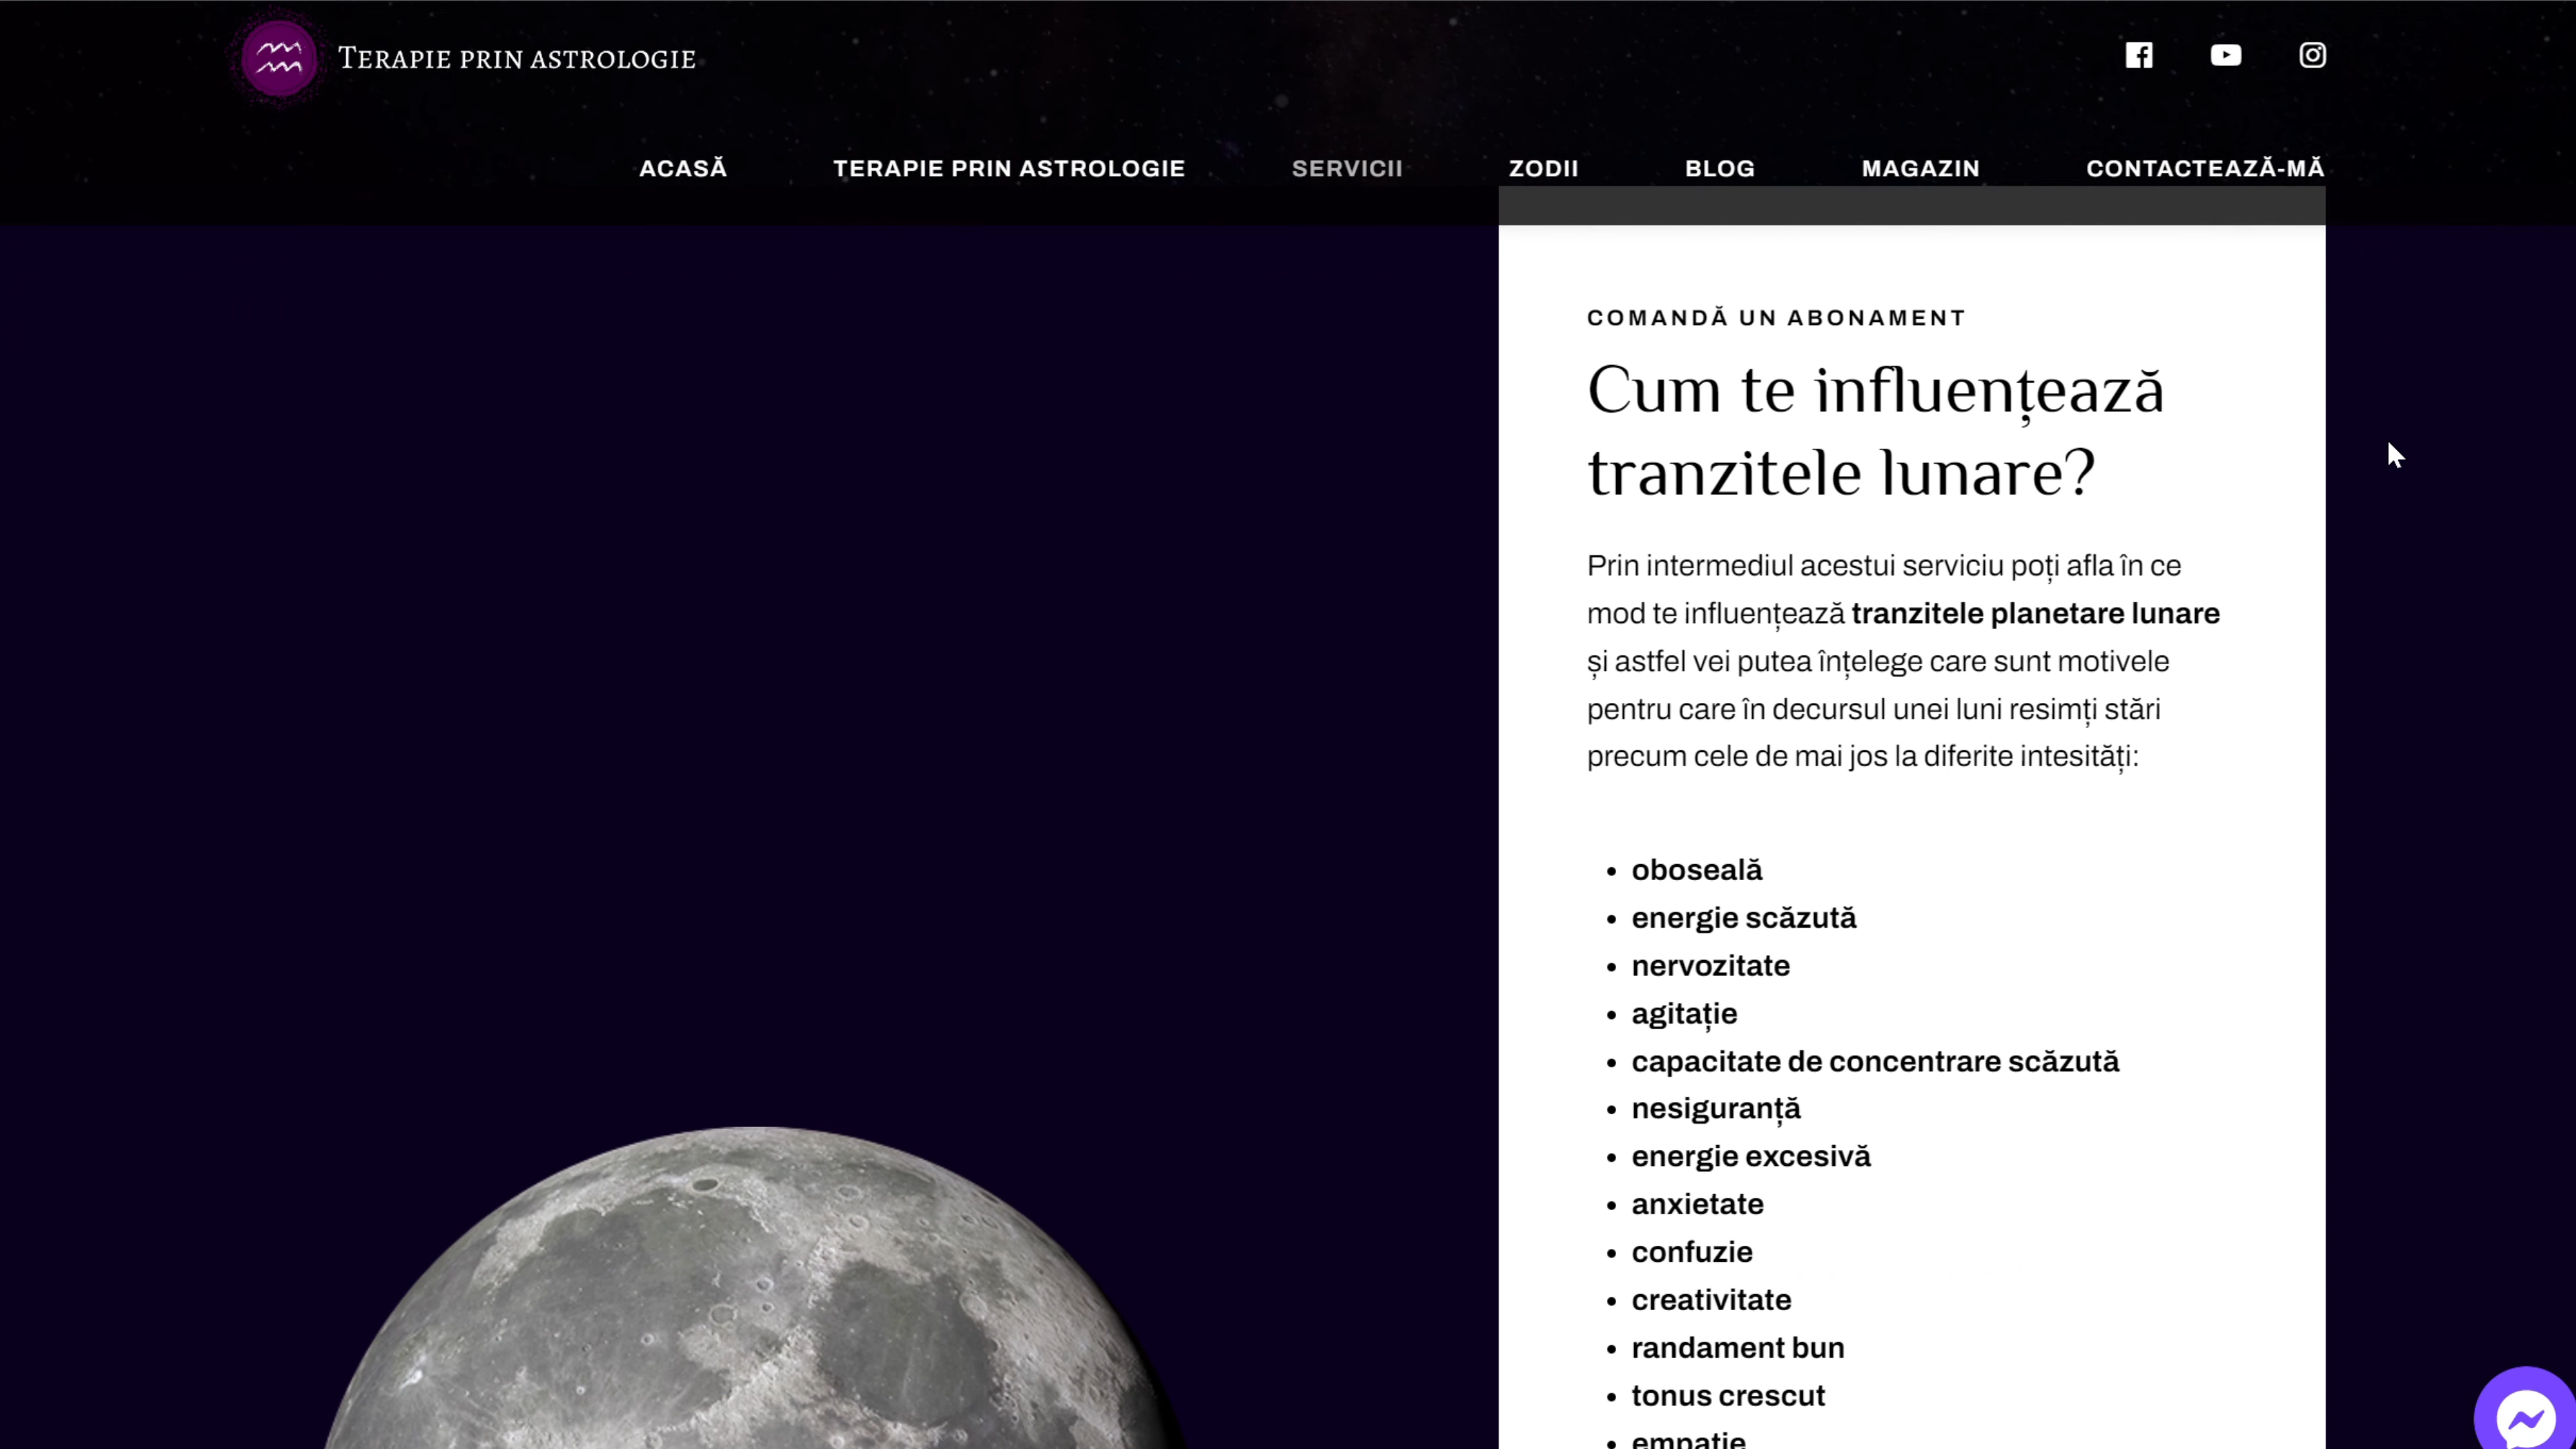 TERAPIE PRIN ASTROLOGIE
ACASĂ TERAPIE PRIN ASTROLOGIE SERVICII ZODII BLOG MAGAZIN CONTACTEAZĂ-MĂ
COMANDĂ UN ABONAMENT
Cum te influențează
tranzitele lunare?
Prin intermediul acestui serviciu poți afla în ce
mod te influențează tranzitele planetare lunare
și astfel vei putea înțelege care sunt motivele
pentru care în decursul unei luni resimți stări
precum cele de mai jos la diferite intesități:
• oboseală
• energie scăzută
• nervozitate
• agitație
• capacitate de concentrare scăzută
• nesiguranță
• energie excesivă
• anxietate
• confuzie
• creativitate
• randament bun
• tonus crescut
• empatie